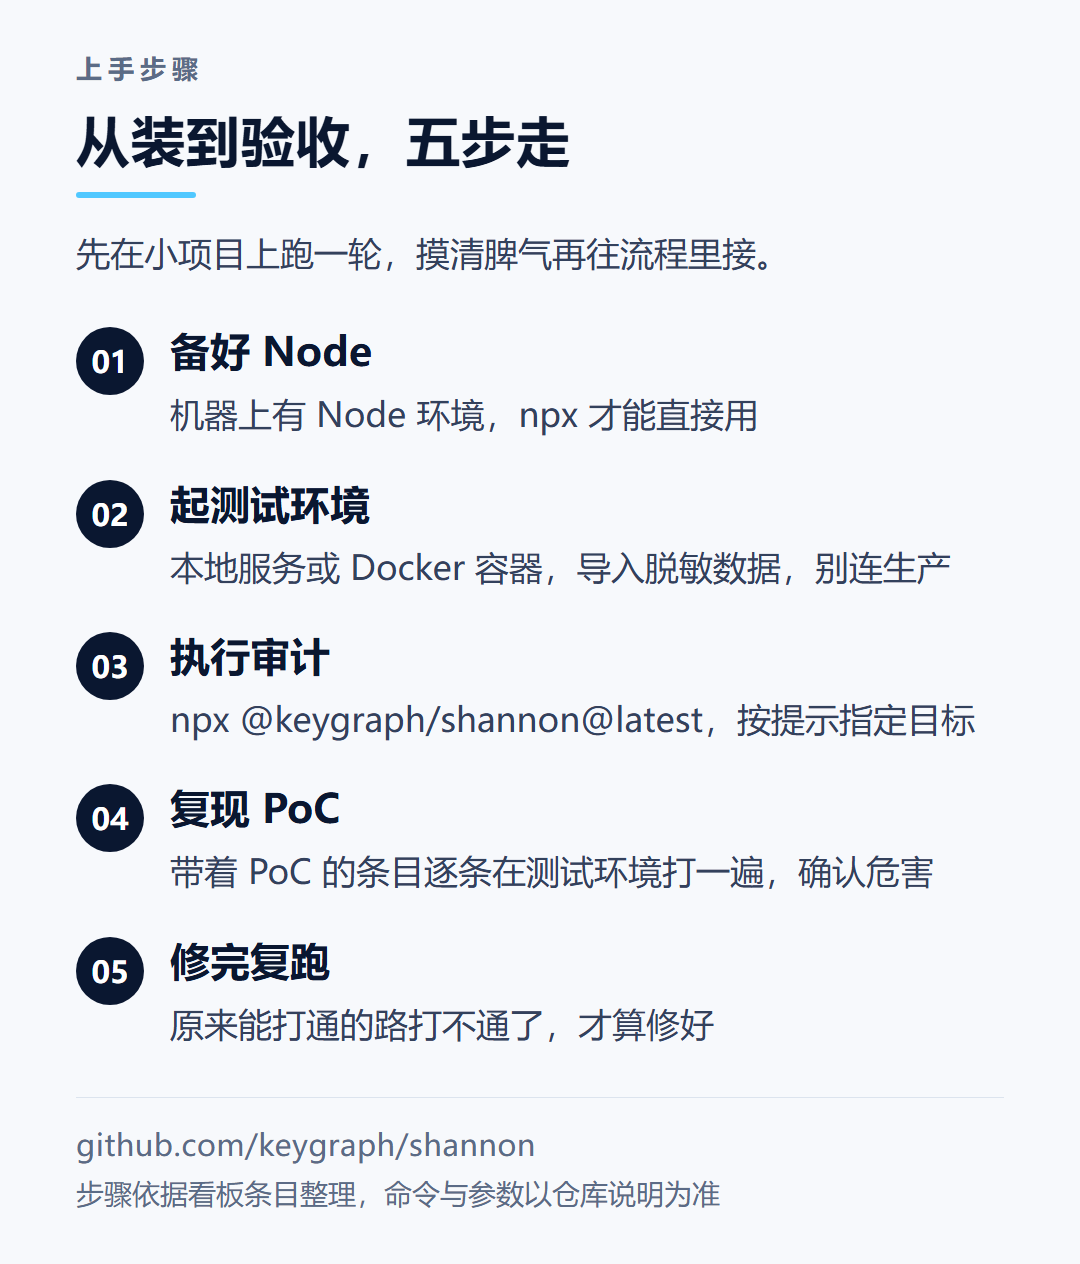 上手步骤
从装到验收，五步走
先在小项目上跑一轮，摸清脾气再往流程里接。
01
备好 Node
机器上有 Node 环境，npx 才能直接用
02
起测试环境
本地服务或 Docker 容器，导入脱敏数据，别连生产
03
执行审计
npx @keygraph/shannon@latest，按提示指定目标
04
复现 PoC
带着 PoC 的条目逐条在测试环境打一遍，确认危害
05
修完复跑
原来能打通的路打不通了，才算修好
github.com/keygraph/shannon
步骤依据看板条目整理，命令与参数以仓库说明为准